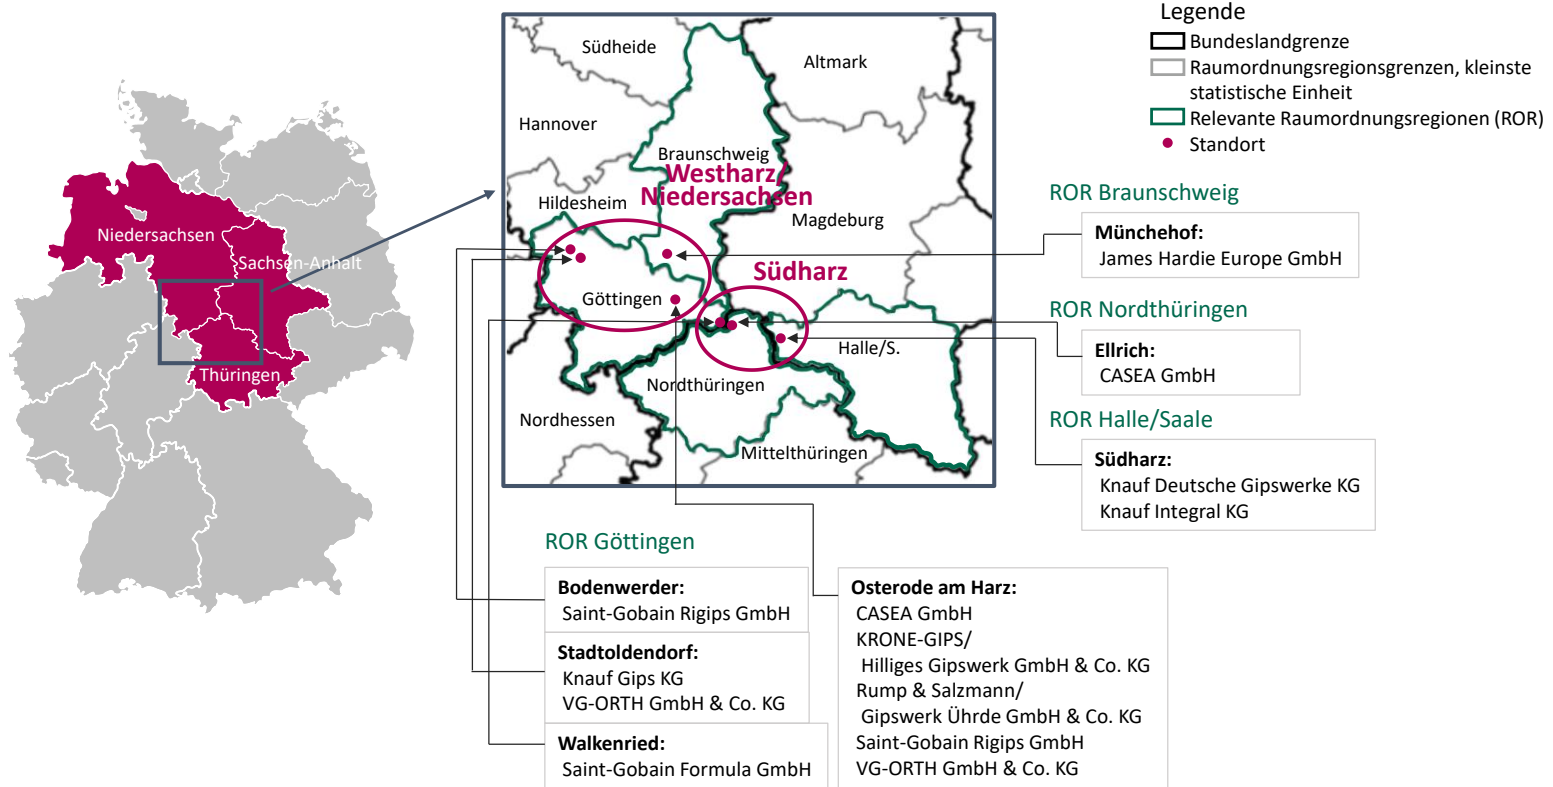 Niedersachsen
Sachsen-Anhalt
Thüringen
Südheide
Altmark
Hannover
Braunschweig
Westharz/
Niedersachsen
Hildesheim
Magdeburg
Südharz
Göttingen
Halle/S.
Nordthüringen
Nordhessen
Mittelthüringen
Legende
Bundeslandgrenze
Raumordnungsregionsgrenzen, kleinste
statistische Einheit
Relevante Raumordnungsregionen (ROR)
Standort
ROR Braunschweig
Münchehof:
James Hardie Europe GmbH
ROR Nordthüringen
Ellrich:
CASEA GmbH
ROR Halle/Saale
Südharz:
Knauf Deutsche Gipswerke KG
Knauf Integral KG
ROR Göttingen
Bodenwerder:
Saint-Gobain Rigips GmbH
Stadtoldendorf:
Knauf Gips KG
VG-ORTH GmbH & Co. KG
Walkenried:
Saint-Gobain Formula GmbH
Osterode am Harz:
CASEA GmbH
KRONE-GIPS/
Hilliges Gipswerk GmbH & Co. KG
Rump & Salzmann/
Gipswerk Ührde GmbH & Co. KG
Saint-Gobain Rigips GmbH
VG-ORTH GmbH & Co. KG